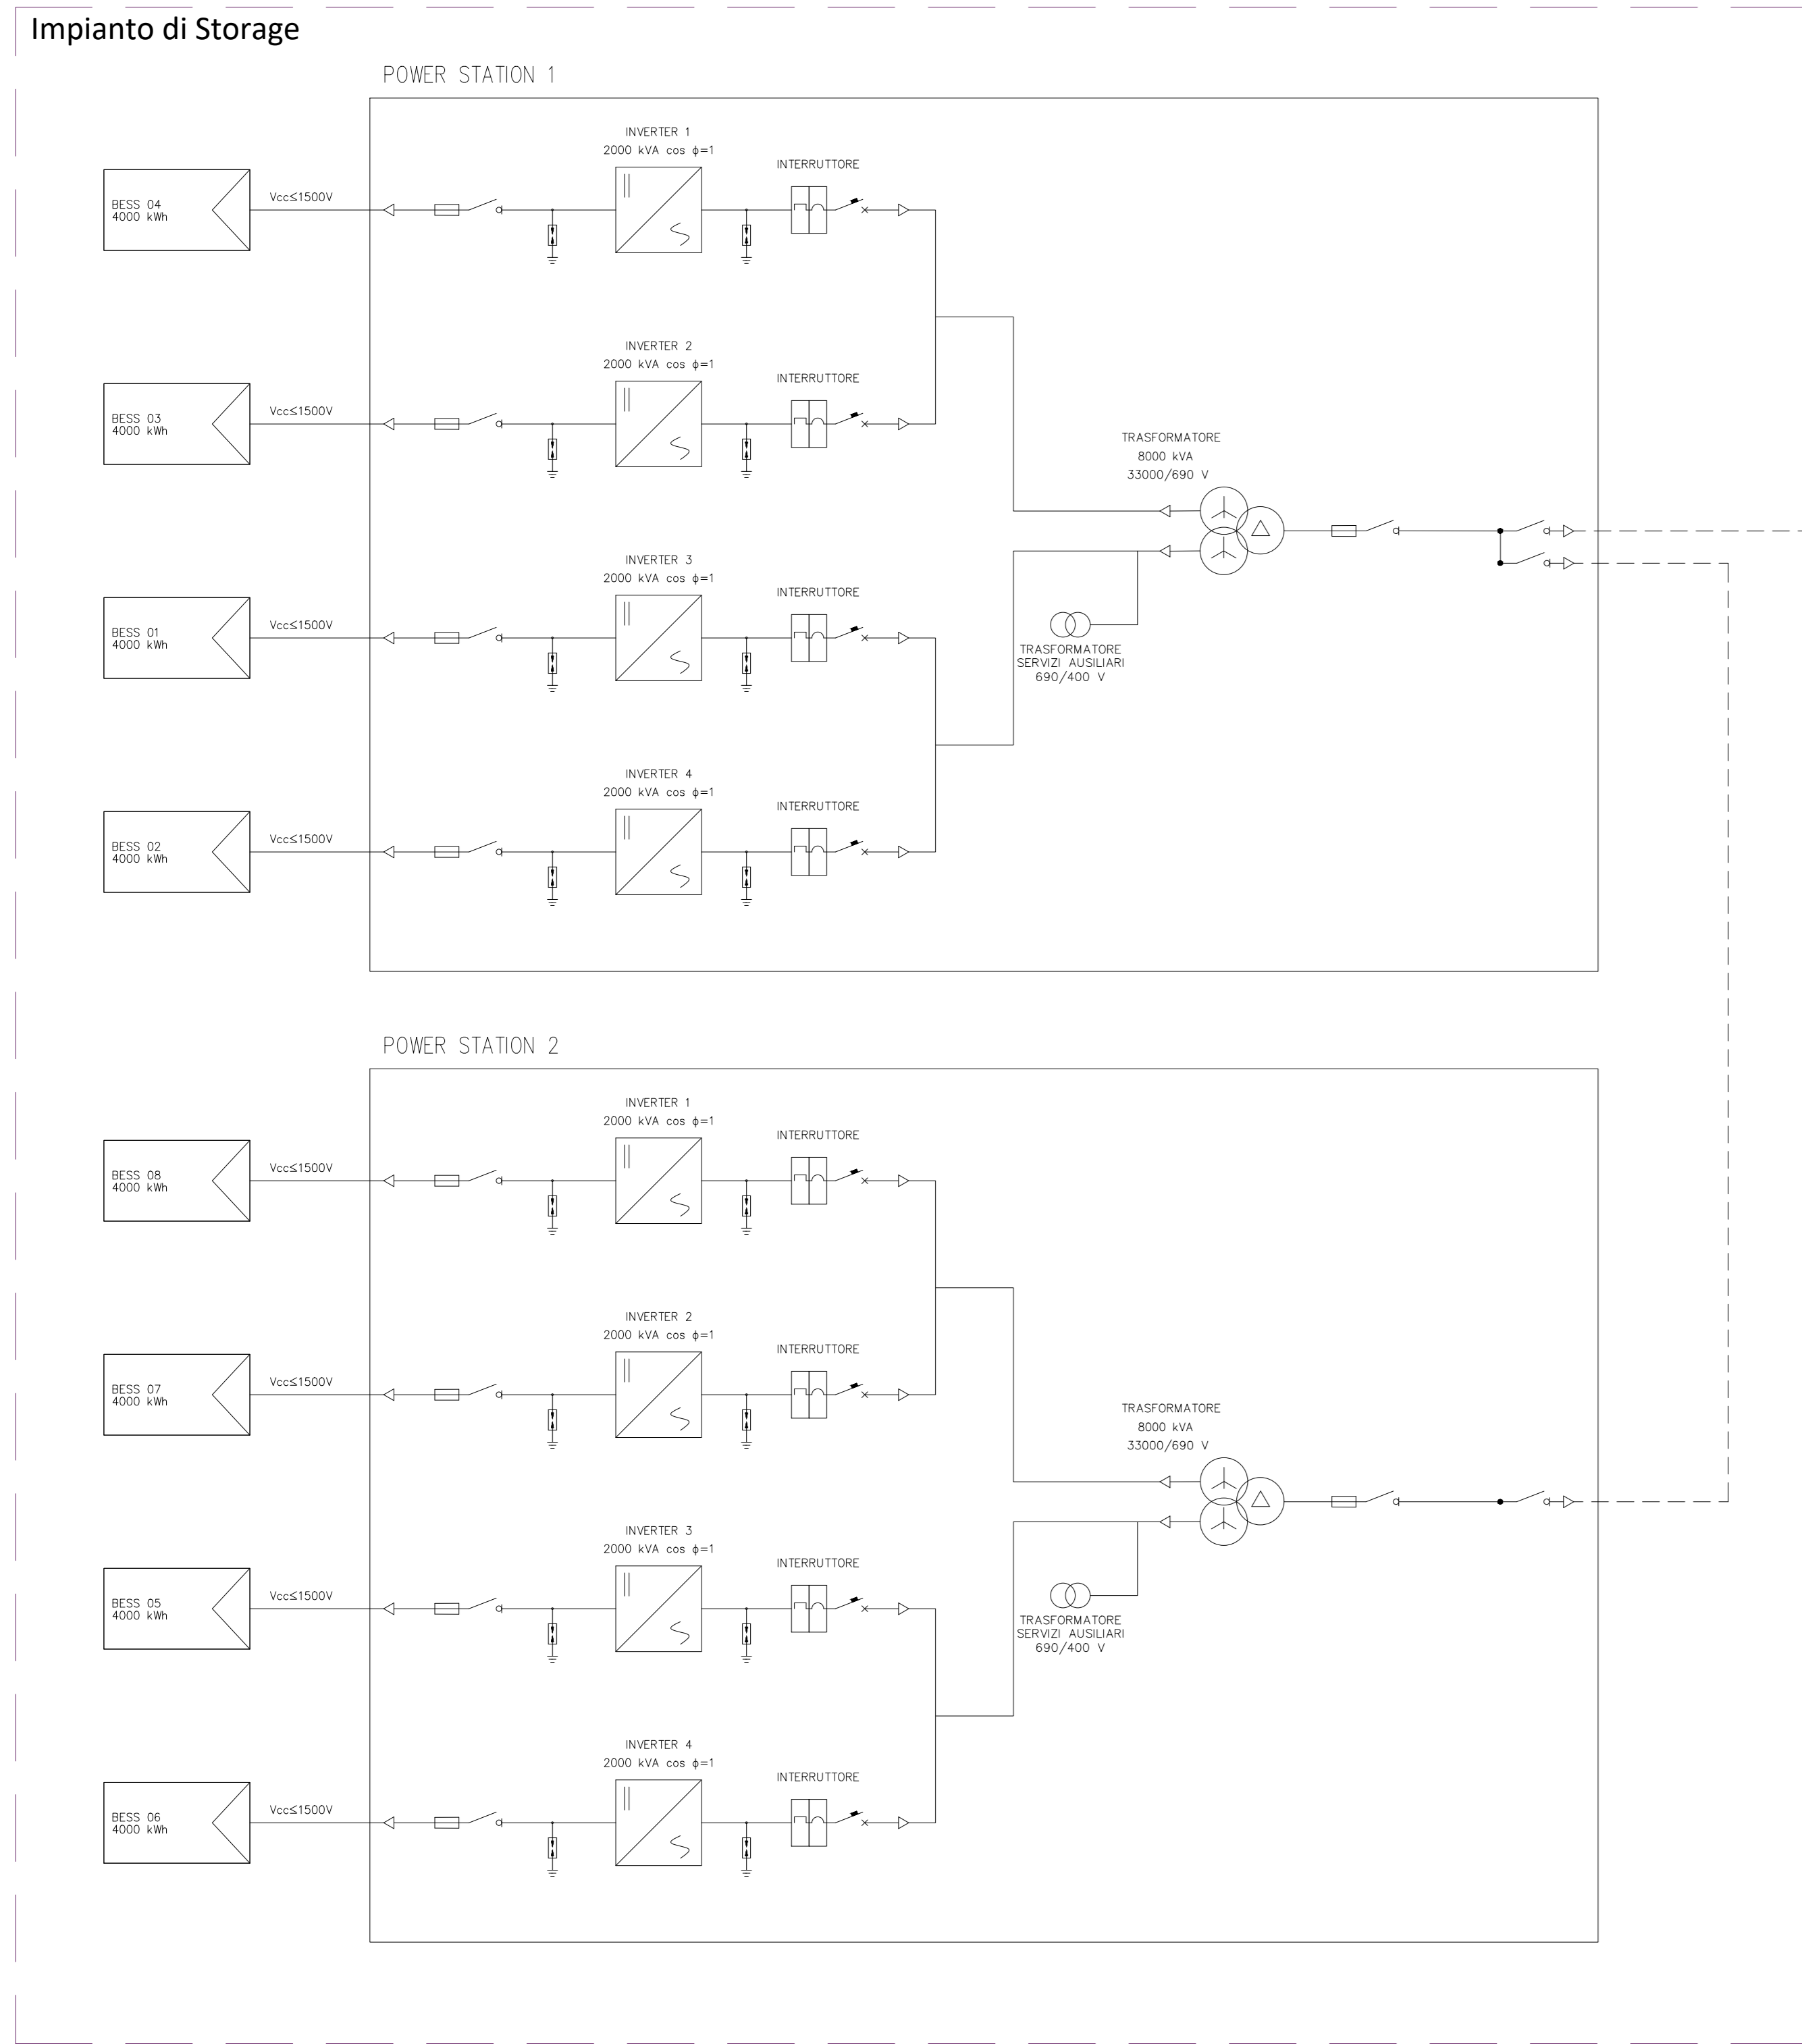 Impianto di Storage
POWER STATION 1
INVERTER 1
2000 kVA cos ϕ=1
INTERRUTTORE
BESS 04
4000 kWh
Vcc≤1500V
INVERTER 2
2000 kVA cos ϕ=1
INTERRUTTORE
BESS 03
4000 kWh
Vcc≤1500V
TRASFORMATORE
8000 kVA
33000/690 V
INVERTER 3
2000 kVA cos ϕ=1
INTERRUTTORE
BESS 01
4000 kWh
Vcc≤1500V
TRASFORMATORE
SERVIZI AUSILIARI
690/400 V
INVERTER 4
2000 kVA cos ϕ=1
INTERRUTTORE
BESS 02
4000 kWh
Vcc≤1500V
POWER STATION 2
INVERTER 1
2000 kVA cos ϕ=1
INTERRUTTORE
BESS 08
4000 kWh
Vcc≤1500V
INVERTER 2
2000 kVA cos ϕ=1
INTERRUTTORE
BESS 07
4000 kWh
Vcc≤1500V
TRASFORMATORE
8000 kVA
33000/690 V
INVERTER 3
2000 kVA cos ϕ=1
INTERRUTTORE
BESS 05
4000 kWh
Vcc≤1500V
TRASFORMATORE
SERVIZI AUSILIARI
690/400 V
INVERTER 4
2000 kVA cos ϕ=1
INTERRUTTORE
BESS 06
4000 kWh
Vcc≤1500V